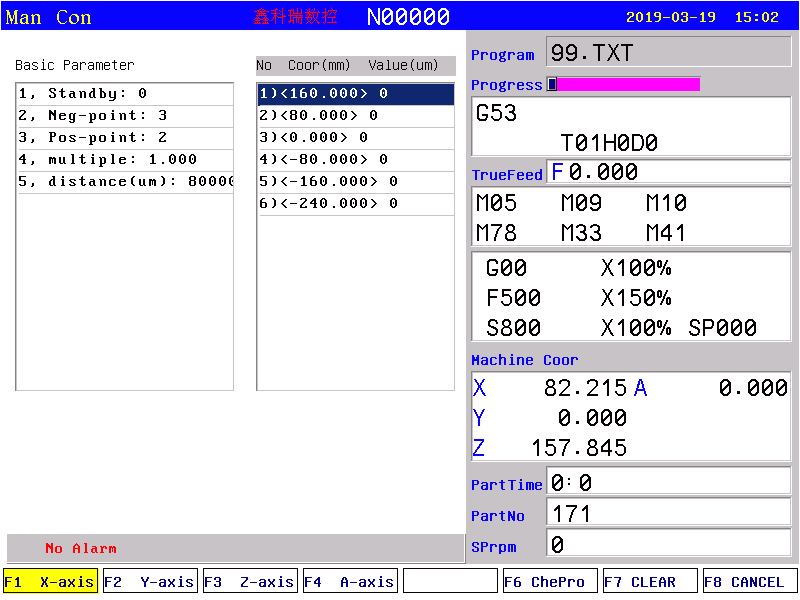 Man Con 鑫科瑞数控 N00000 2019-03-19 15:02
Basic Parameter
1, Standby: 0
2, Neg-point: 3
3, Pos-point: 2
4, multiple: 1.000
5, distance(um): 8000
No Coor(mm) Value(um)
1)<160.000> 0
2)<80.000> 0
3)<0.000> 0
4)<-80.000> 0
5)<-160.000> 0
6)<-240.000> 0
Program 99.TXT
Progress
G53
T01H0D0
TrueFeed F 0.000
M05 M09 M10
M78 M33 M41
G00 X100%
F500 X150%
S800 X100% SP000
Machine Coor
X 82.215 A 0.000
Y 0.000
Z 157.845
PartTime 0:0
PartNo 171
SPrpm 0
No Alarm
F1 X-axis F2 Y-axis F3 Z-axis F4 A-axis F6 ChePro F7 CLEAR F8 CANCEL